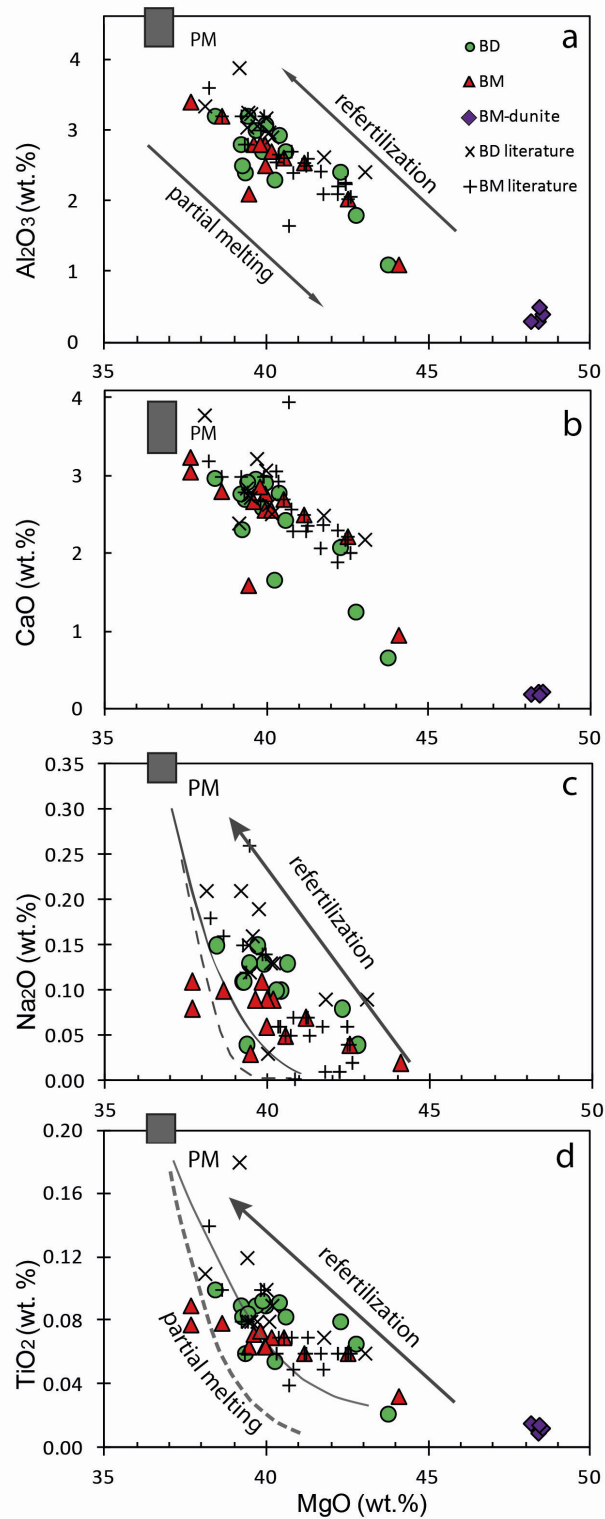 a
PM
BD
BM
BM-dunite
BD literature
BM literature
refertilization
partial melting
Al2O3 (wt.%)
4
3
2
1
0
35
40
45
50
b
PM
CaO (wt.%)
4
3
2
1
0
35
40
45
50
c
PM
refertilization
Na2O (wt.%)
0.35
0.30
0.25
0.20
0.15
0.10
0.05
0.00
35
40
45
50
d
PM
refertilization
partial melting
TiO2 (wt. %)
0.20
0.16
0.12
0.08
0.04
0.00
35
40
45
50
MgO (wt.%)